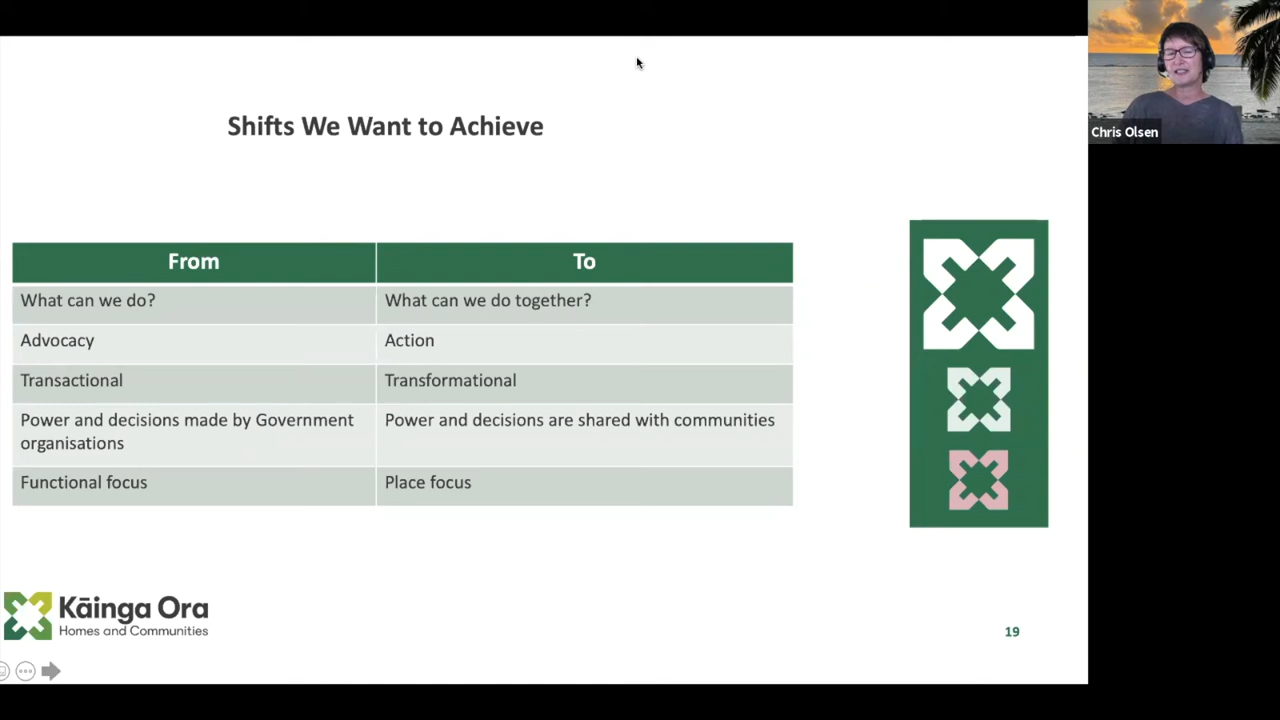 Shifts We Want to Achieve
Chris Olsen
From To
What can we do? What can we do together?
Advocacy Action
Transactional Transformational
Power and decisions made by Government Power and decisions are shared with communities
organisations
Functional focus Place focus
Kāinga Ora
Homes and Communities
19